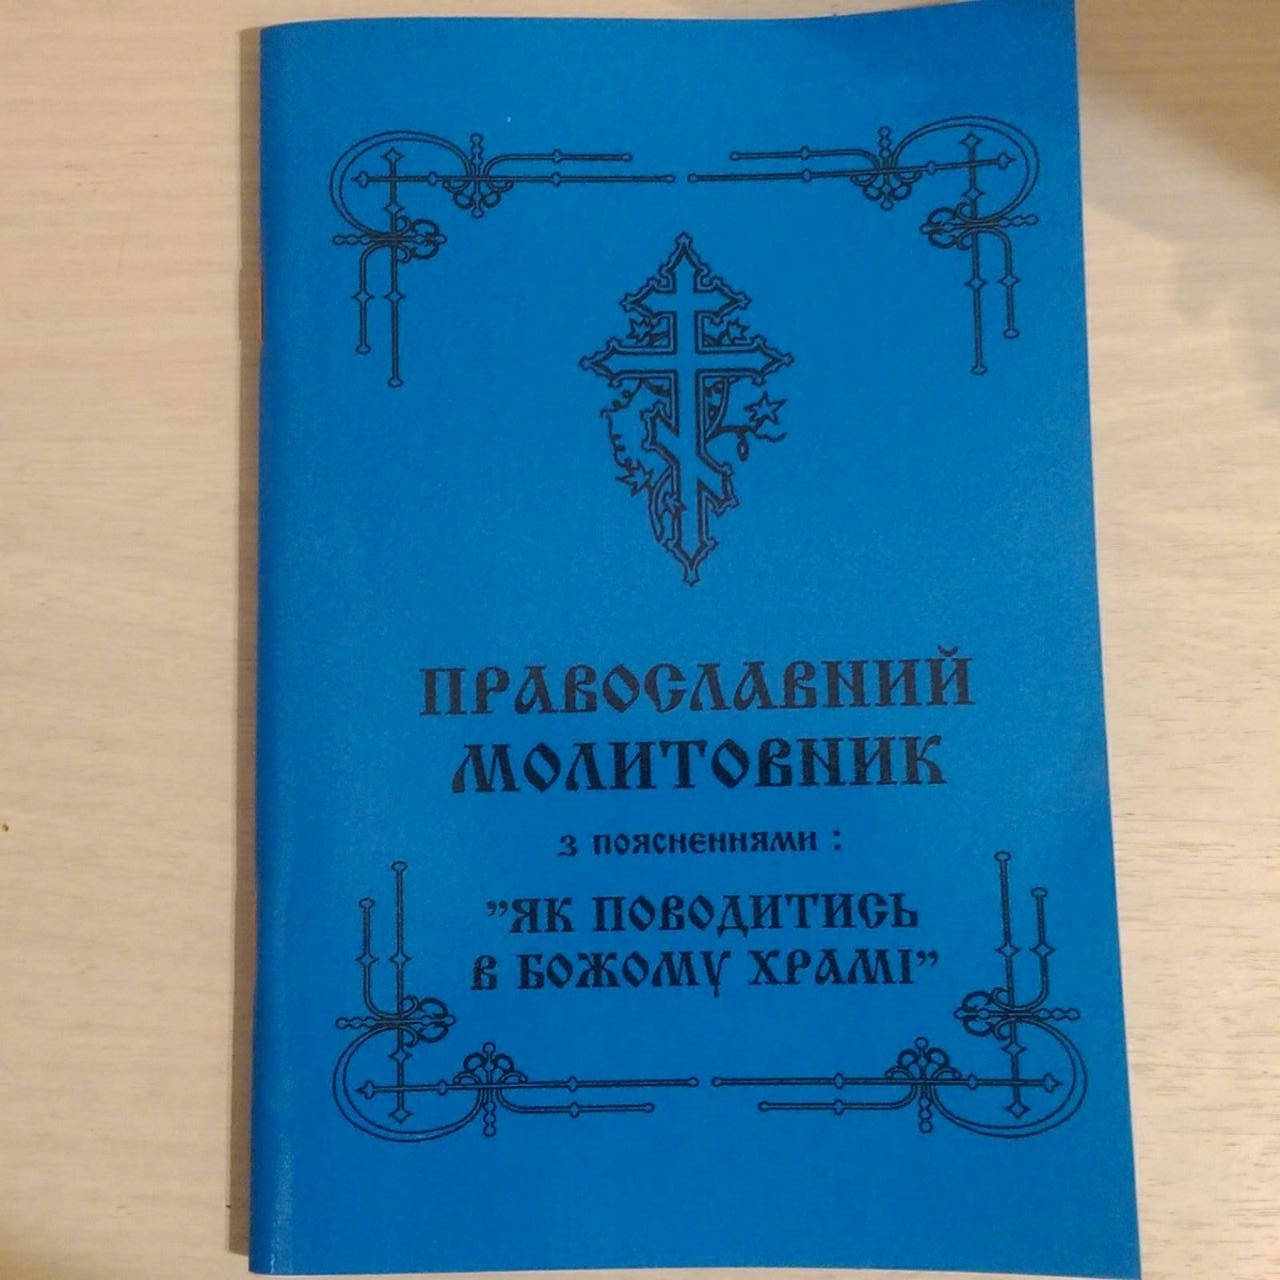 ПРАВОСЛАВНИЙ
МОЛИТОВНИК
з поясненнями :
”ЯК ПОВОДИТИСЬ
В БОЖОМУ ХРАМІ”